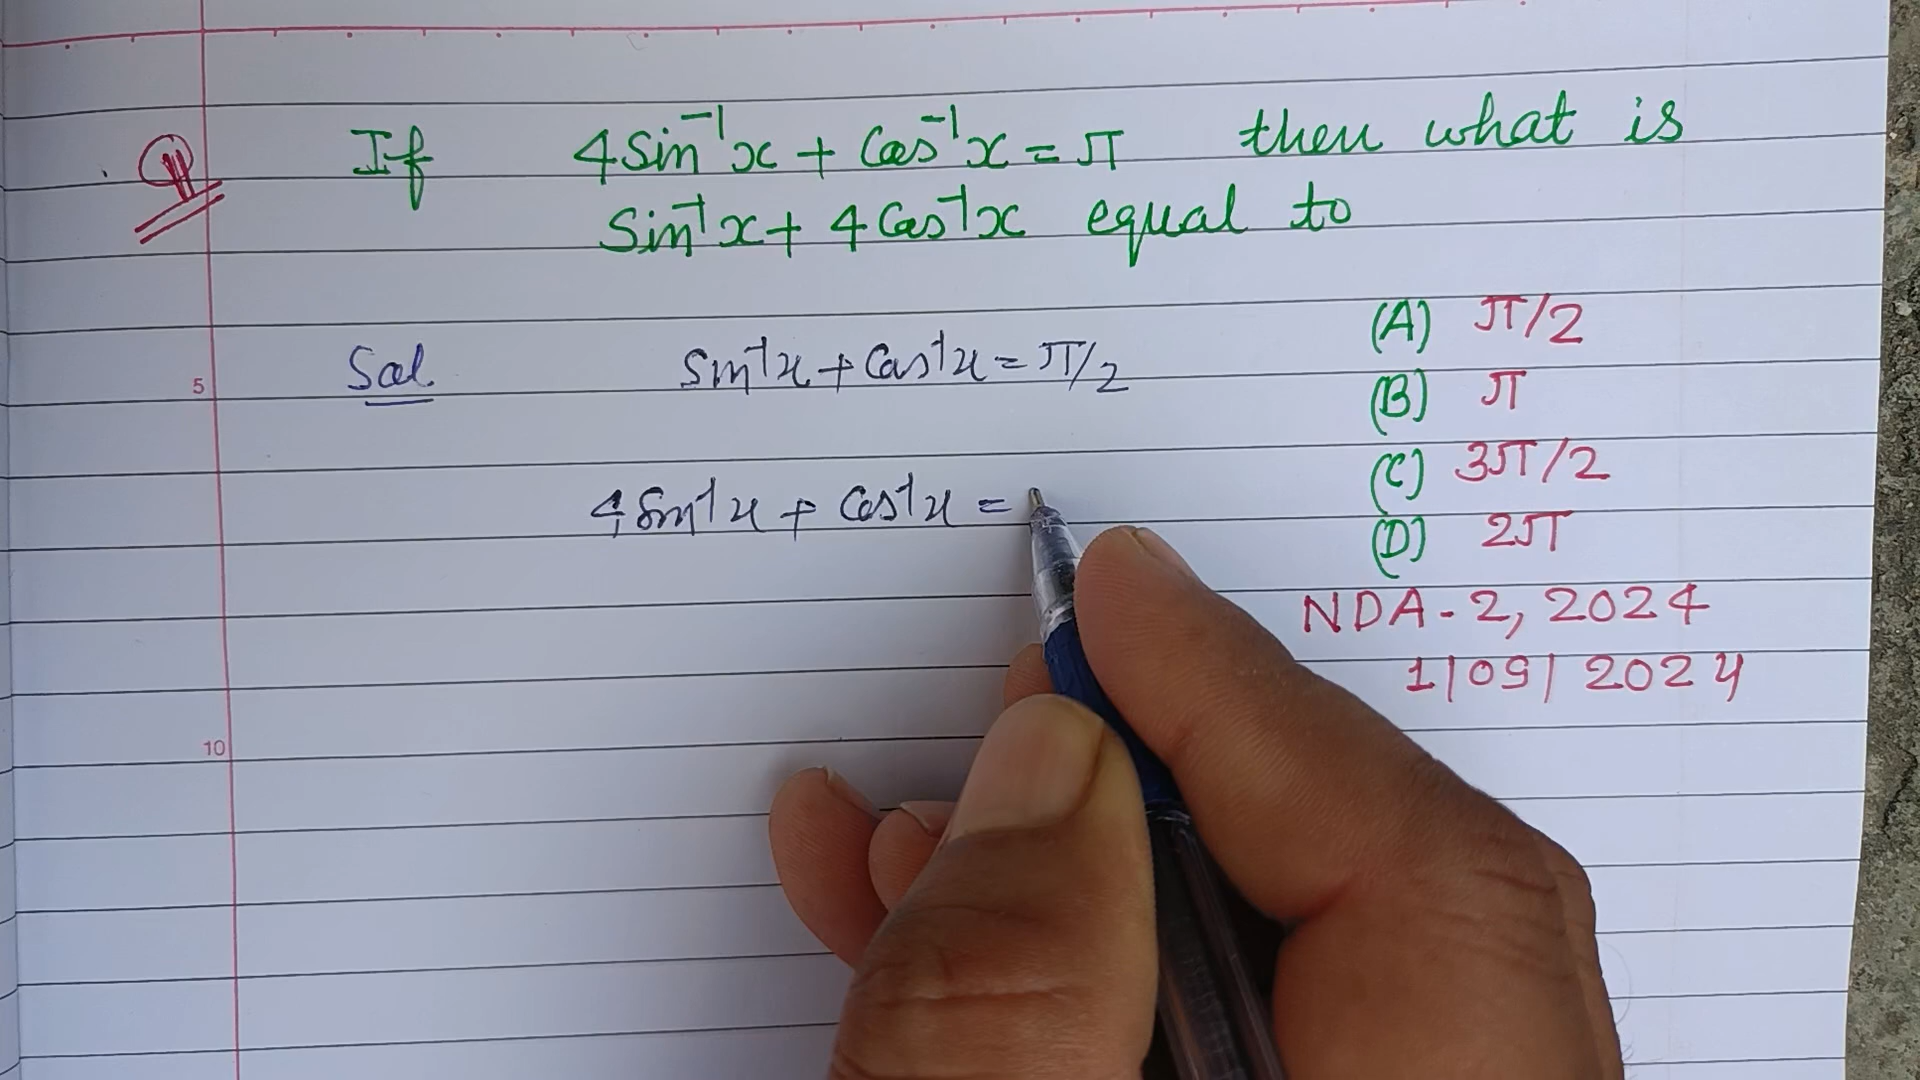 Q If 4Sin⁻¹x + Cos⁻¹x = π then what is
Sin⁻¹x + 4Cos⁻¹x equal to
(A) π/2
Sol. Sin⁻¹x + Cos⁻¹x = π/2
5
(B) π
(C) 3π/2
4Sin⁻¹x + Cos⁻¹x =
(D) 2π
NDA-2, 2024
1/09/2024
10